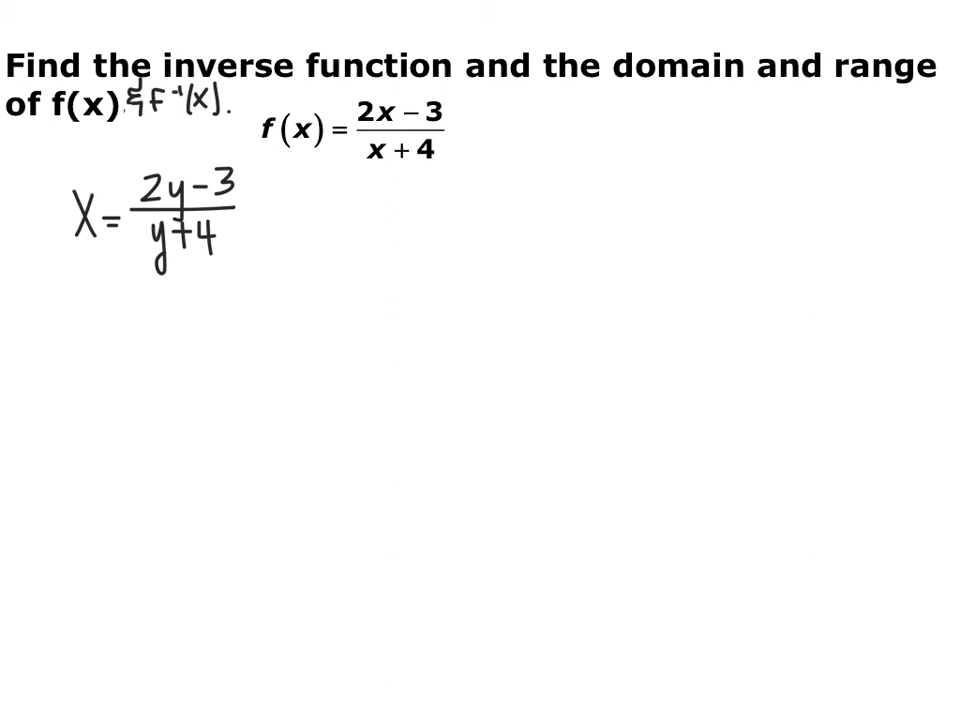 Find the inverse function and the domain and range
of f(x) & F⁻¹(x).
f(x) = (2x − 3)/(x + 4)
X = (2y − 3)/(y + 4)